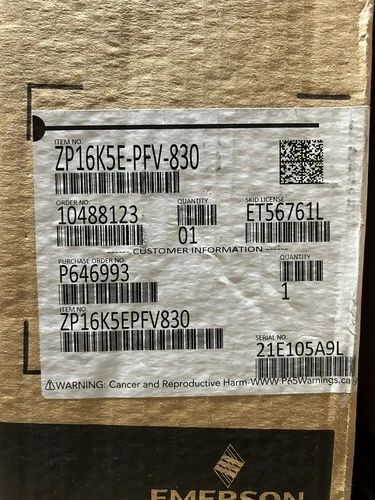 ITEM NO.
ZP16K5E-PFV-830
ORDER NO. QUANTITY SKID LICENSE
10488123 01 ET56761L
CUSTOMER INFORMATION
PURCHASE ORDER NO. QUANTITY
P646993 1
ITEM NO.
ZP16K5EPFV830
SERIAL NO.
21E105A9L
⚠WARNING: Cancer and Reproductive Harm-WWW.P65Warnings.ca
EMERSON